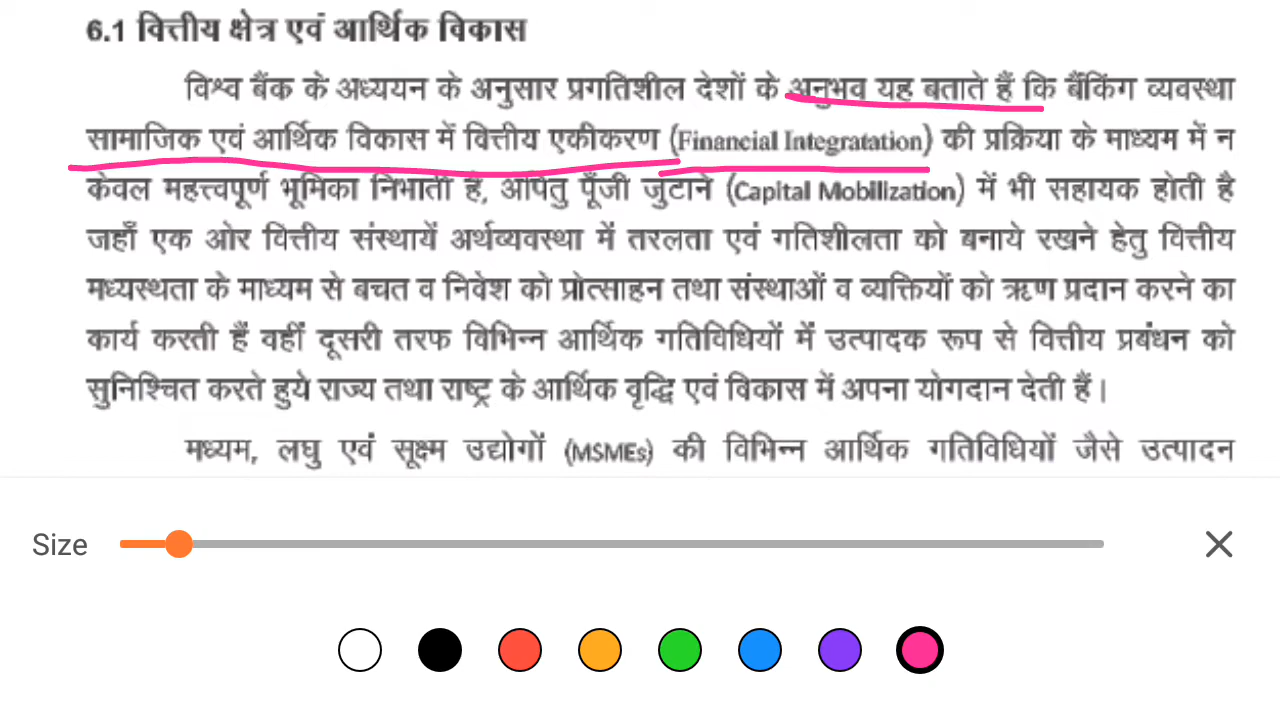 6.1 वित्तीय क्षेत्र एवं आर्थिक विकास
विश्व बैंक के अध्ययन के अनुसार प्रगतिशील देशों के अनुभव यह बताते हैं कि बैंकिंग व्यवस्था
सामाजिक एवं आर्थिक विकास में वित्तीय एकीकरण (Financial Integratation) की प्रक्रिया के माध्यम में न
केवल महत्त्वपूर्ण भूमिका निभाती है, अपितु पूँजी जुटाने (Capital Mobilization) में भी सहायक होती है
जहाँ एक ओर वित्तीय संस्थायें अर्थव्यवस्था में तरलता एवं गतिशीलता को बनाये रखने हेतु वित्तीय
मध्यस्थता के माध्यम से बचत व निवेश को प्रोत्साहन तथा संस्थाओं व व्यक्तियों को ऋण प्रदान करने का
कार्य करती हैं वहीं दूसरी तरफ विभिन्न आर्थिक गतिविधियों में उत्पादक रूप से वित्तीय प्रबंधन को
सुनिश्चित करते हुये राज्य तथा राष्ट्र के आर्थिक वृद्धि एवं विकास में अपना योगदान देती हैं।
मध्यम, लघु एवं सूक्ष्म उद्योगों (MSMEs) की विभिन्न आर्थिक गतिविधियों जैसे उत्पादन
Size